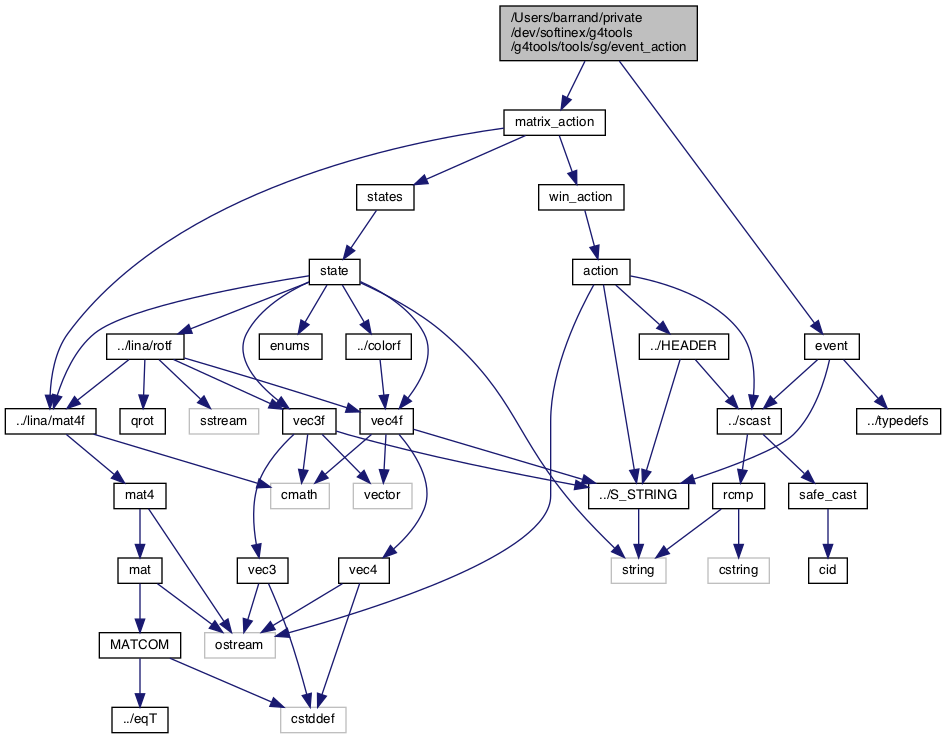 /Users/barrand/private
/dev/softinex/g4tools
/g4tools/tools/sg/event_action
matrix_action
states
win_action
state
action
../lina/rotf
enums
../colorf
../HEADER
event
../lina/mat4f
qrot
sstream
vec3f
vec4f
../scast
../typedefs
mat4
cmath
vector
../S_STRING
rcmp
safe_cast
mat
vec3
vec4
string
cstring
cid
MATCOM
ostream
../eqT
cstddef